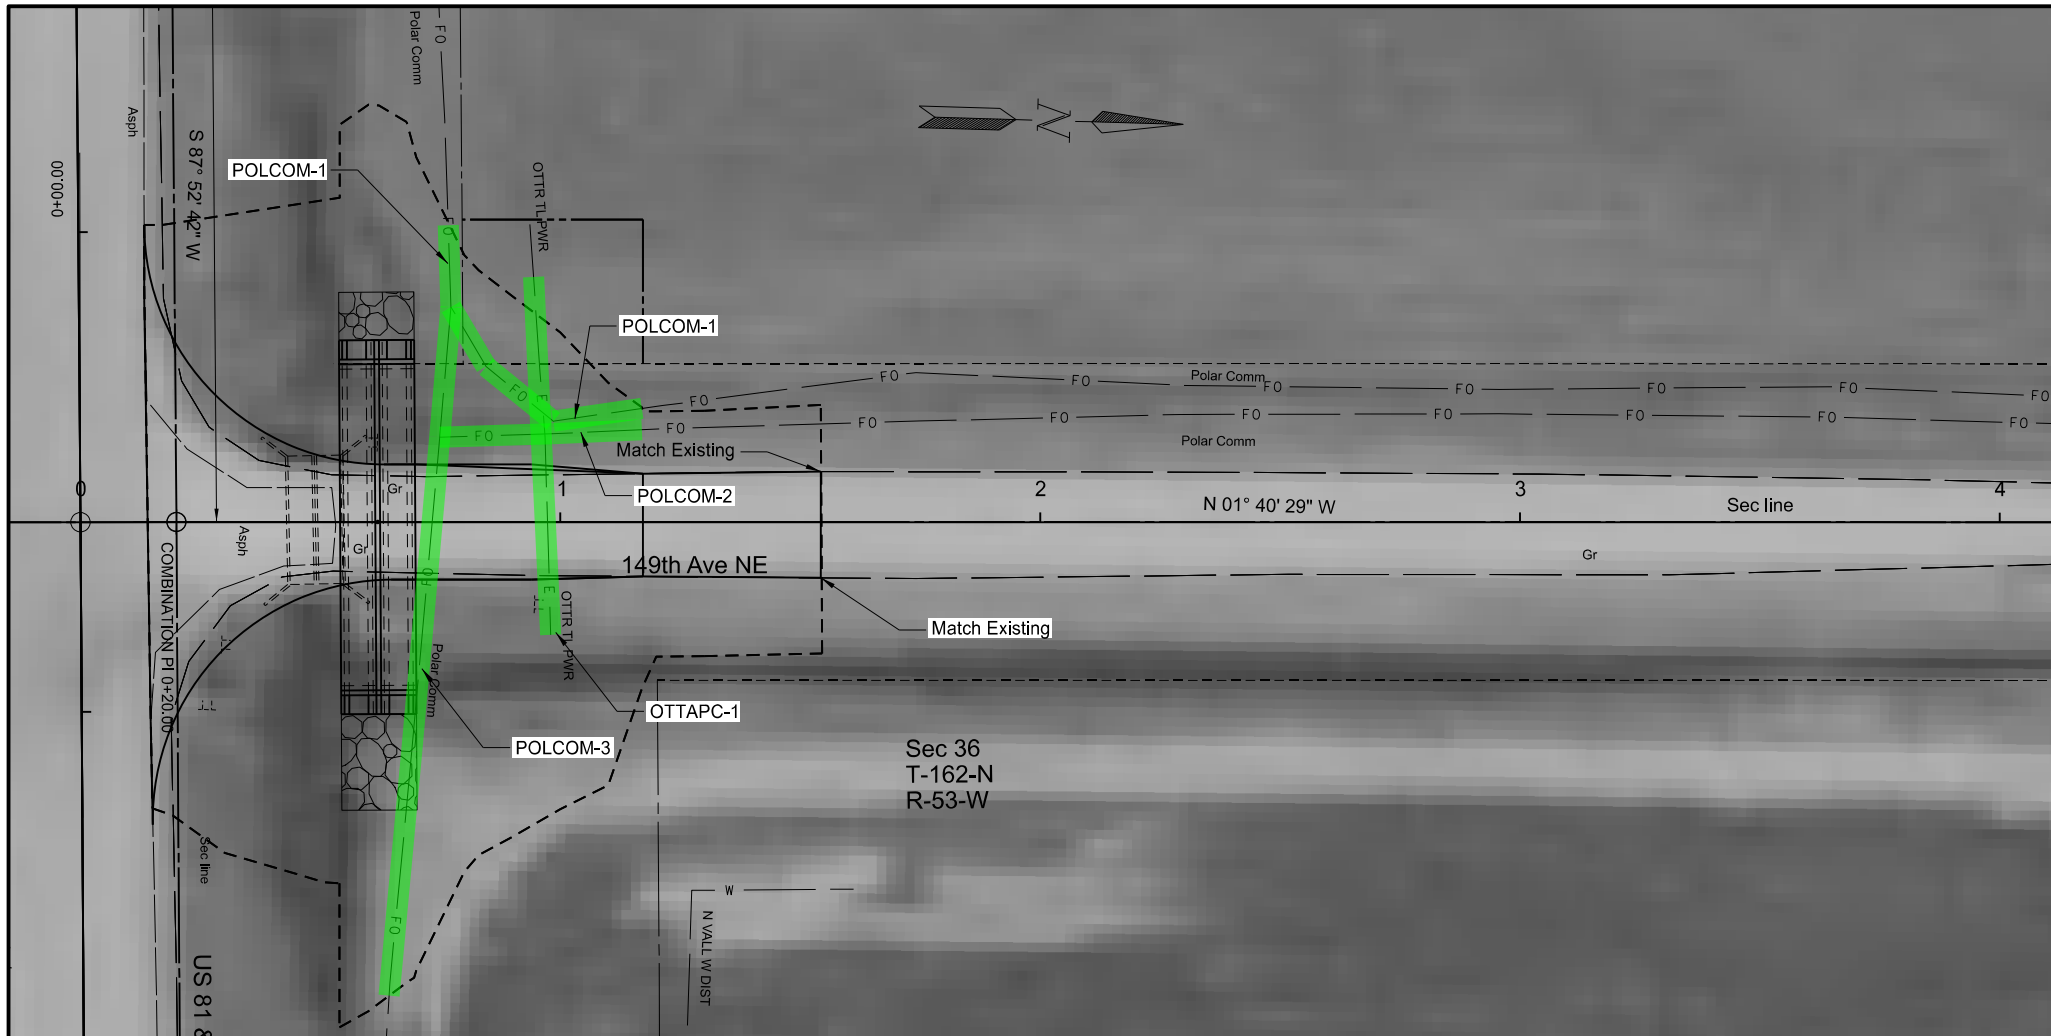 Polar Comm
FO
Asph
S 87° 52' 42" W
N
0+00.00
POLCOM-1
OTTR TL PWR
FO
POLCOM-1
FO
E
FO
FO
FO
Polar Comm
FO
FO
FO
FO
FO
FO
FO
FO
FO
FO
FO
FO
FO
Polar Comm
Match Existing
0
Gr
1
POLCOM-2
2
N 01° 40' 29" W
3
Sec line
4
Asph
Gr
149th Ave NE
Gr
FO
E
COMBINATION PI 0+220.00
OTTR TL PWR
Match Existing
Polar Comm
OTTAPC-1
POLCOM-3
Sec 36
T-162-N
R-53-W
Sec line
W
FO
N VALL W DIST
US 81 &